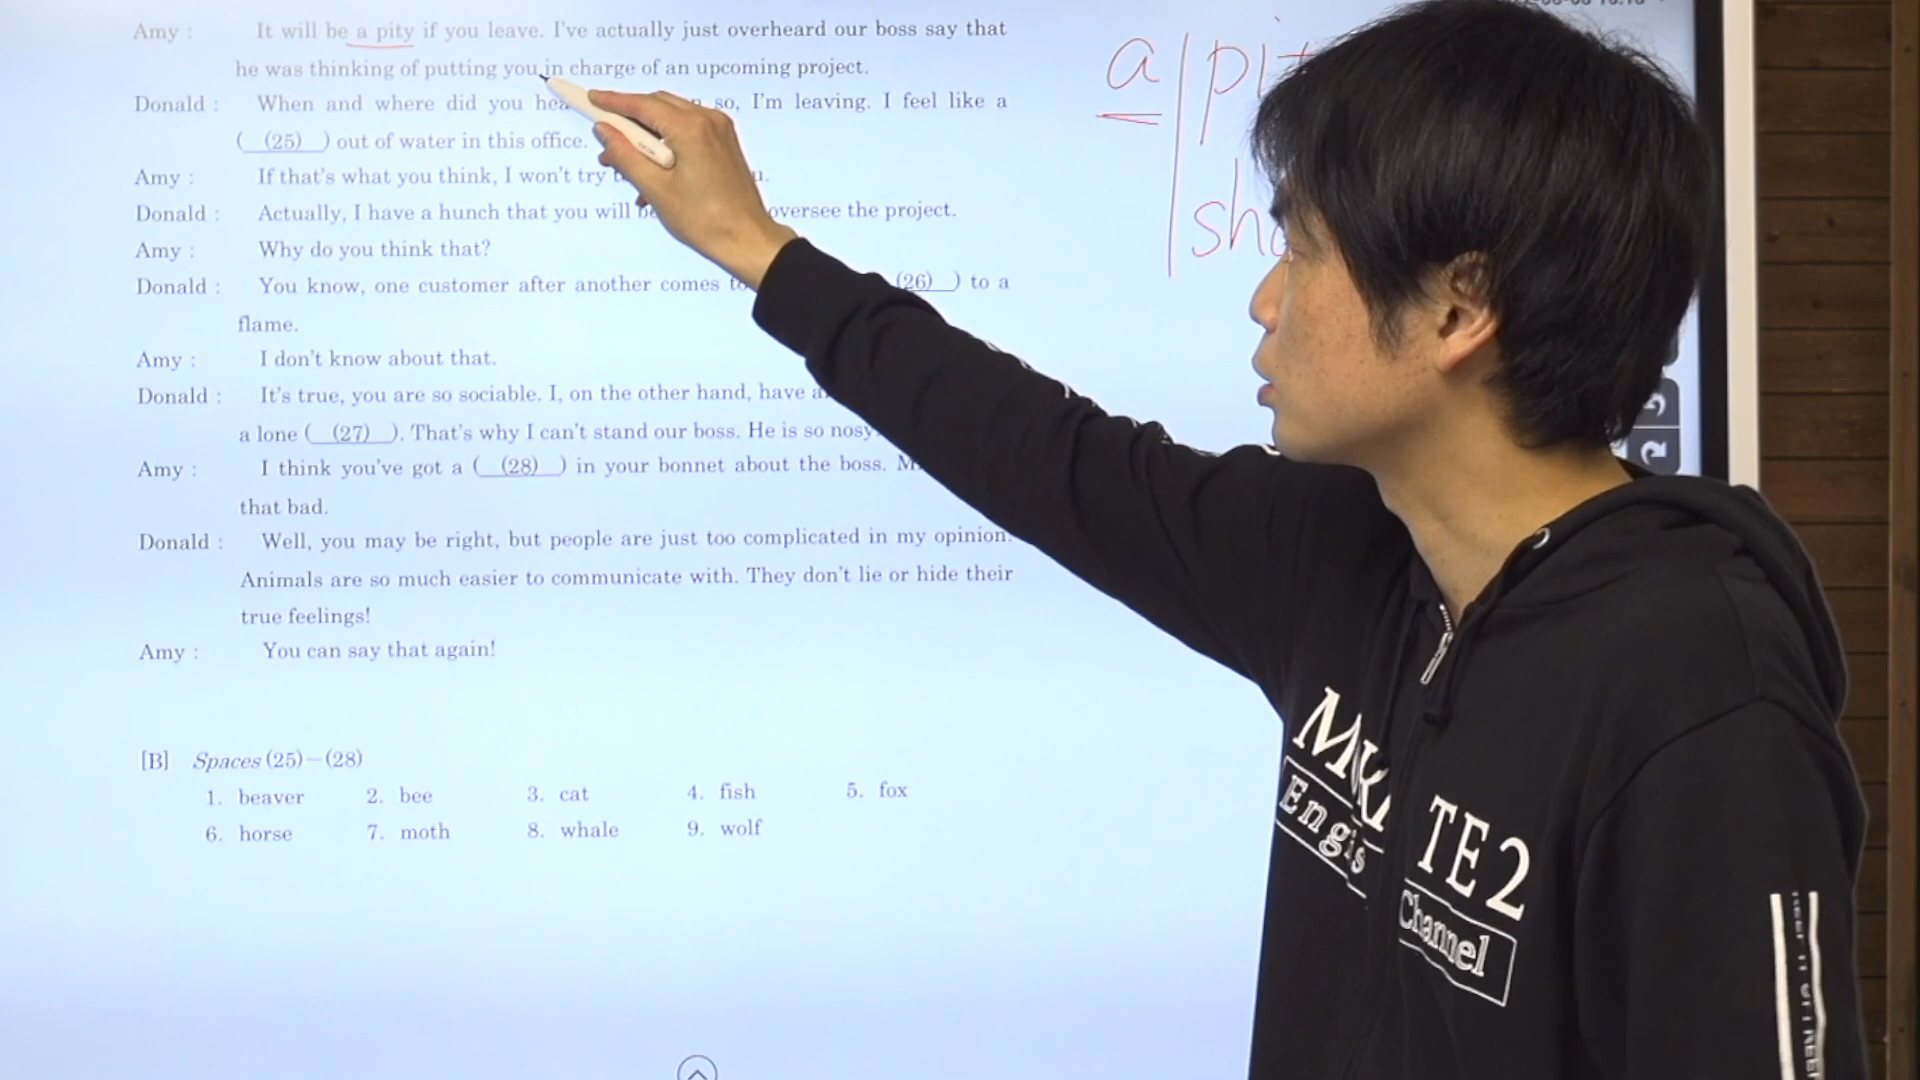 Amy : It will be a pity if you leave. I've actually just overheard our boss say that
he was thinking of putting you in charge of an upcoming project.
Donald : When and where did you hea so, I'm leaving. I feel like a
( (25) ) out of water in this office.
Amy : If that's what you think, I won't try
Donald : Actually, I have a hunch that you will be oversee the project.
Amy : Why do you think that?
Donald : You know, one customer after another comes to (26) ) to a
flame.
Amy : I don't know about that.
Donald : It's true, you are so sociable. I, on the other hand, have a
a lone ( (27) ). That's why I can't stand our boss. He is so nosy
Amy : I think you've got a ( (28) ) in your bonnet about the boss.
that bad.
Donald : Well, you may be right, but people are just too complicated in my opinion.
Animals are so much easier to communicate with. They don't lie or hide their
true feelings!
Amy : You can say that again!
[B] Spaces (25)－(28)
1. beaver 2. bee 3. cat 4. fish 5. fox
6. horse 7. moth 8. whale 9. wolf
a pit
sha
TE2
Engis
Channel